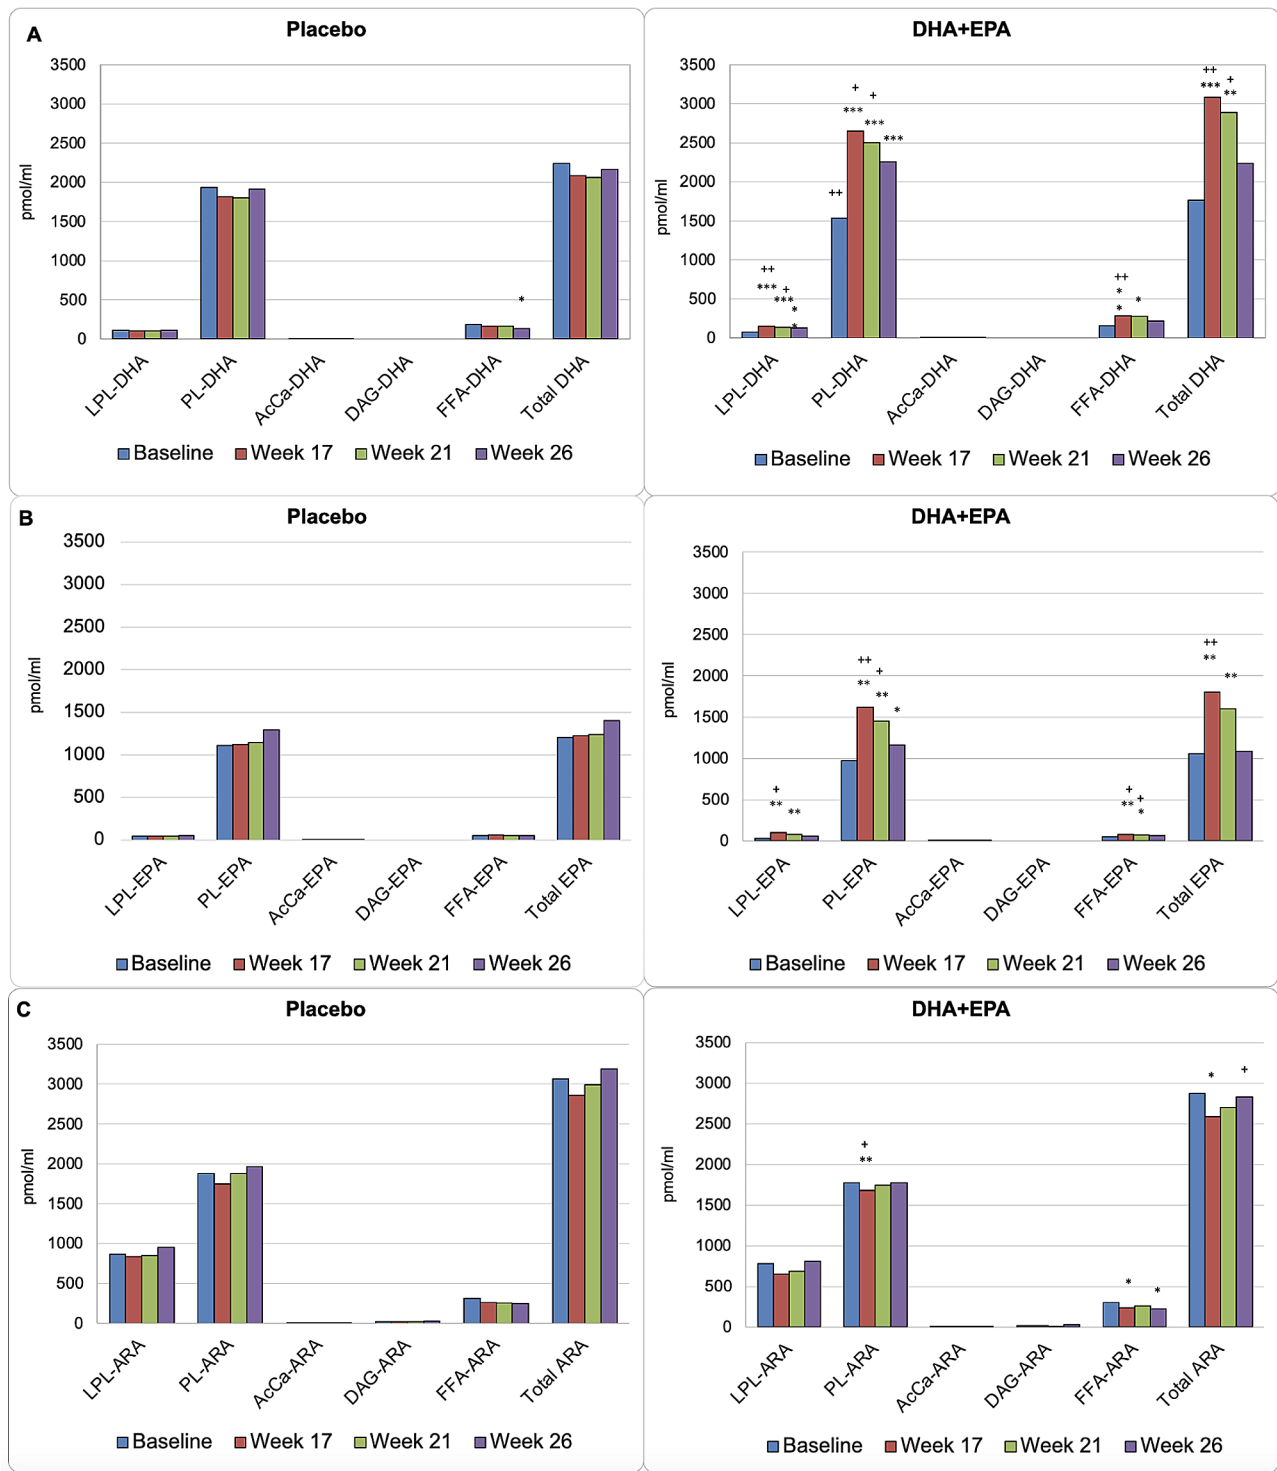 A
Placebo
3500
3000
2500
2000
1500
1000
500
0
pmol/ml
*
LPL-DHA
PL-DHA
AcCa-DHA
DAG-DHA
FFA-DHA
Total DHA
Baseline Week 17 Week 21 Week 26
DHA+EPA
3500
3000
2500
2000
1500
1000
500
0
pmol/ml
++
***
+
***
*
*
++
+
***
+
***
***
++
*
*
*
++
***
+
**
LPL-DHA
PL-DHA
AcCa-DHA
DAG-DHA
FFA-DHA
Total DHA
Baseline Week 17 Week 21 Week 26
B
Placebo
3500
3000
2500
2000
1500
1000
500
0
pmol/ml
LPL-EPA
PL-EPA
AcCa-EPA
DAG-EPA
FFA-EPA
Total EPA
Baseline Week 17 Week 21 Week 26
DHA+EPA
3500
3000
2500
2000
1500
1000
500
0
pmol/ml
+
**
**
++
**
+
**
*
+
**
+
*
++
**
**
LPL-EPA
PL-EPA
AcCa-EPA
DAG-EPA
FFA-EPA
Total EPA
Baseline Week 17 Week 21 Week 26
C
Placebo
3500
3000
2500
2000
1500
1000
500
0
pmol/ml
LPL-ARA
PL-ARA
AcCa-ARA
DAG-ARA
FFA-ARA
Total ARA
Baseline Week 17 Week 21 Week 26
DHA+EPA
3500
3000
2500
2000
1500
1000
500
0
pmol/ml
+
**
*
*
*
+
LPL-ARA
PL-ARA
AcCa-ARA
DAG-ARA
FFA-ARA
Total ARA
Baseline Week 17 Week 21 Week 26